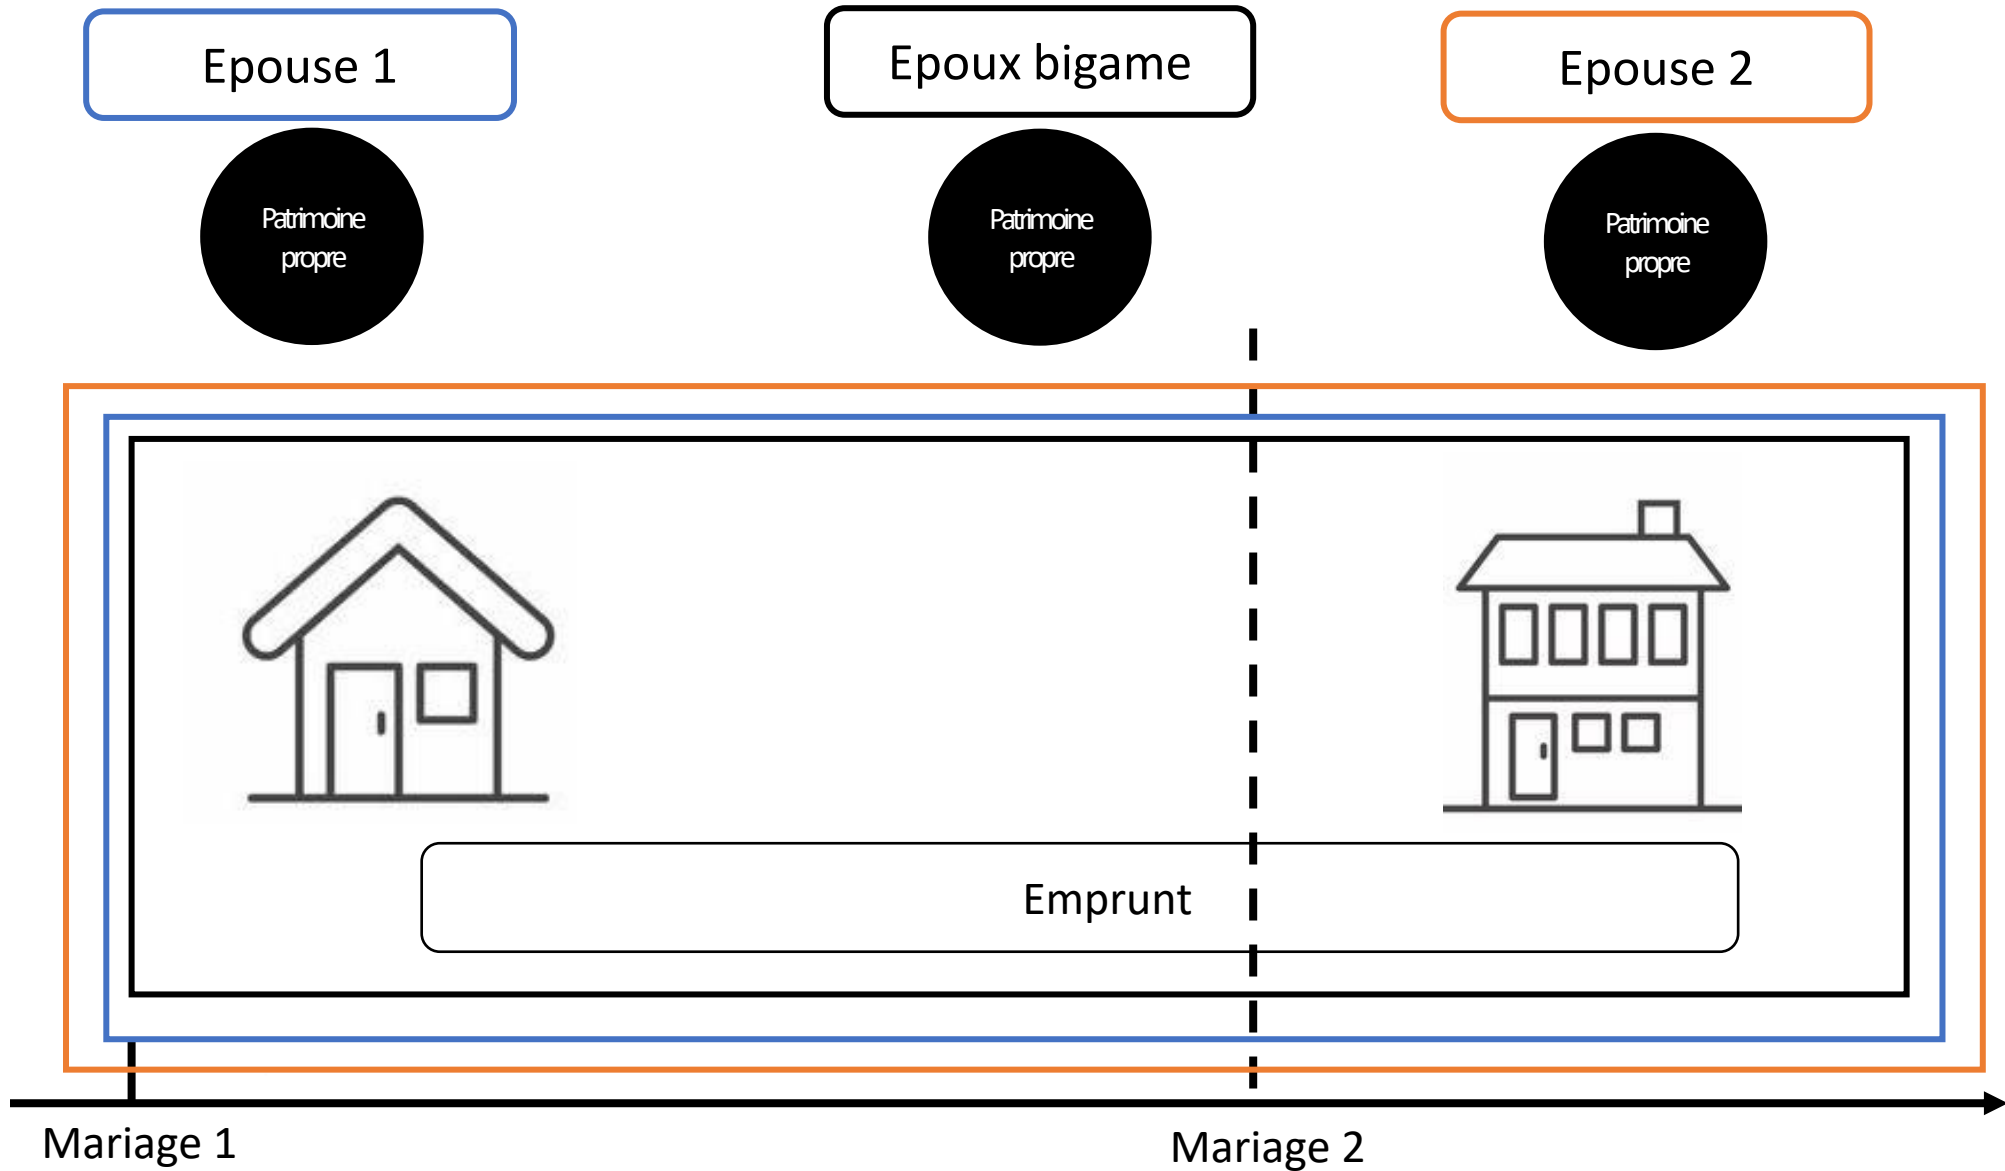 Epouse 1
Epoux bigame
Epouse 2
Patrimoine
propre
Patrimoine
propre
Patrimoine
propre
Emprunt
Mariage 1
Mariage 2